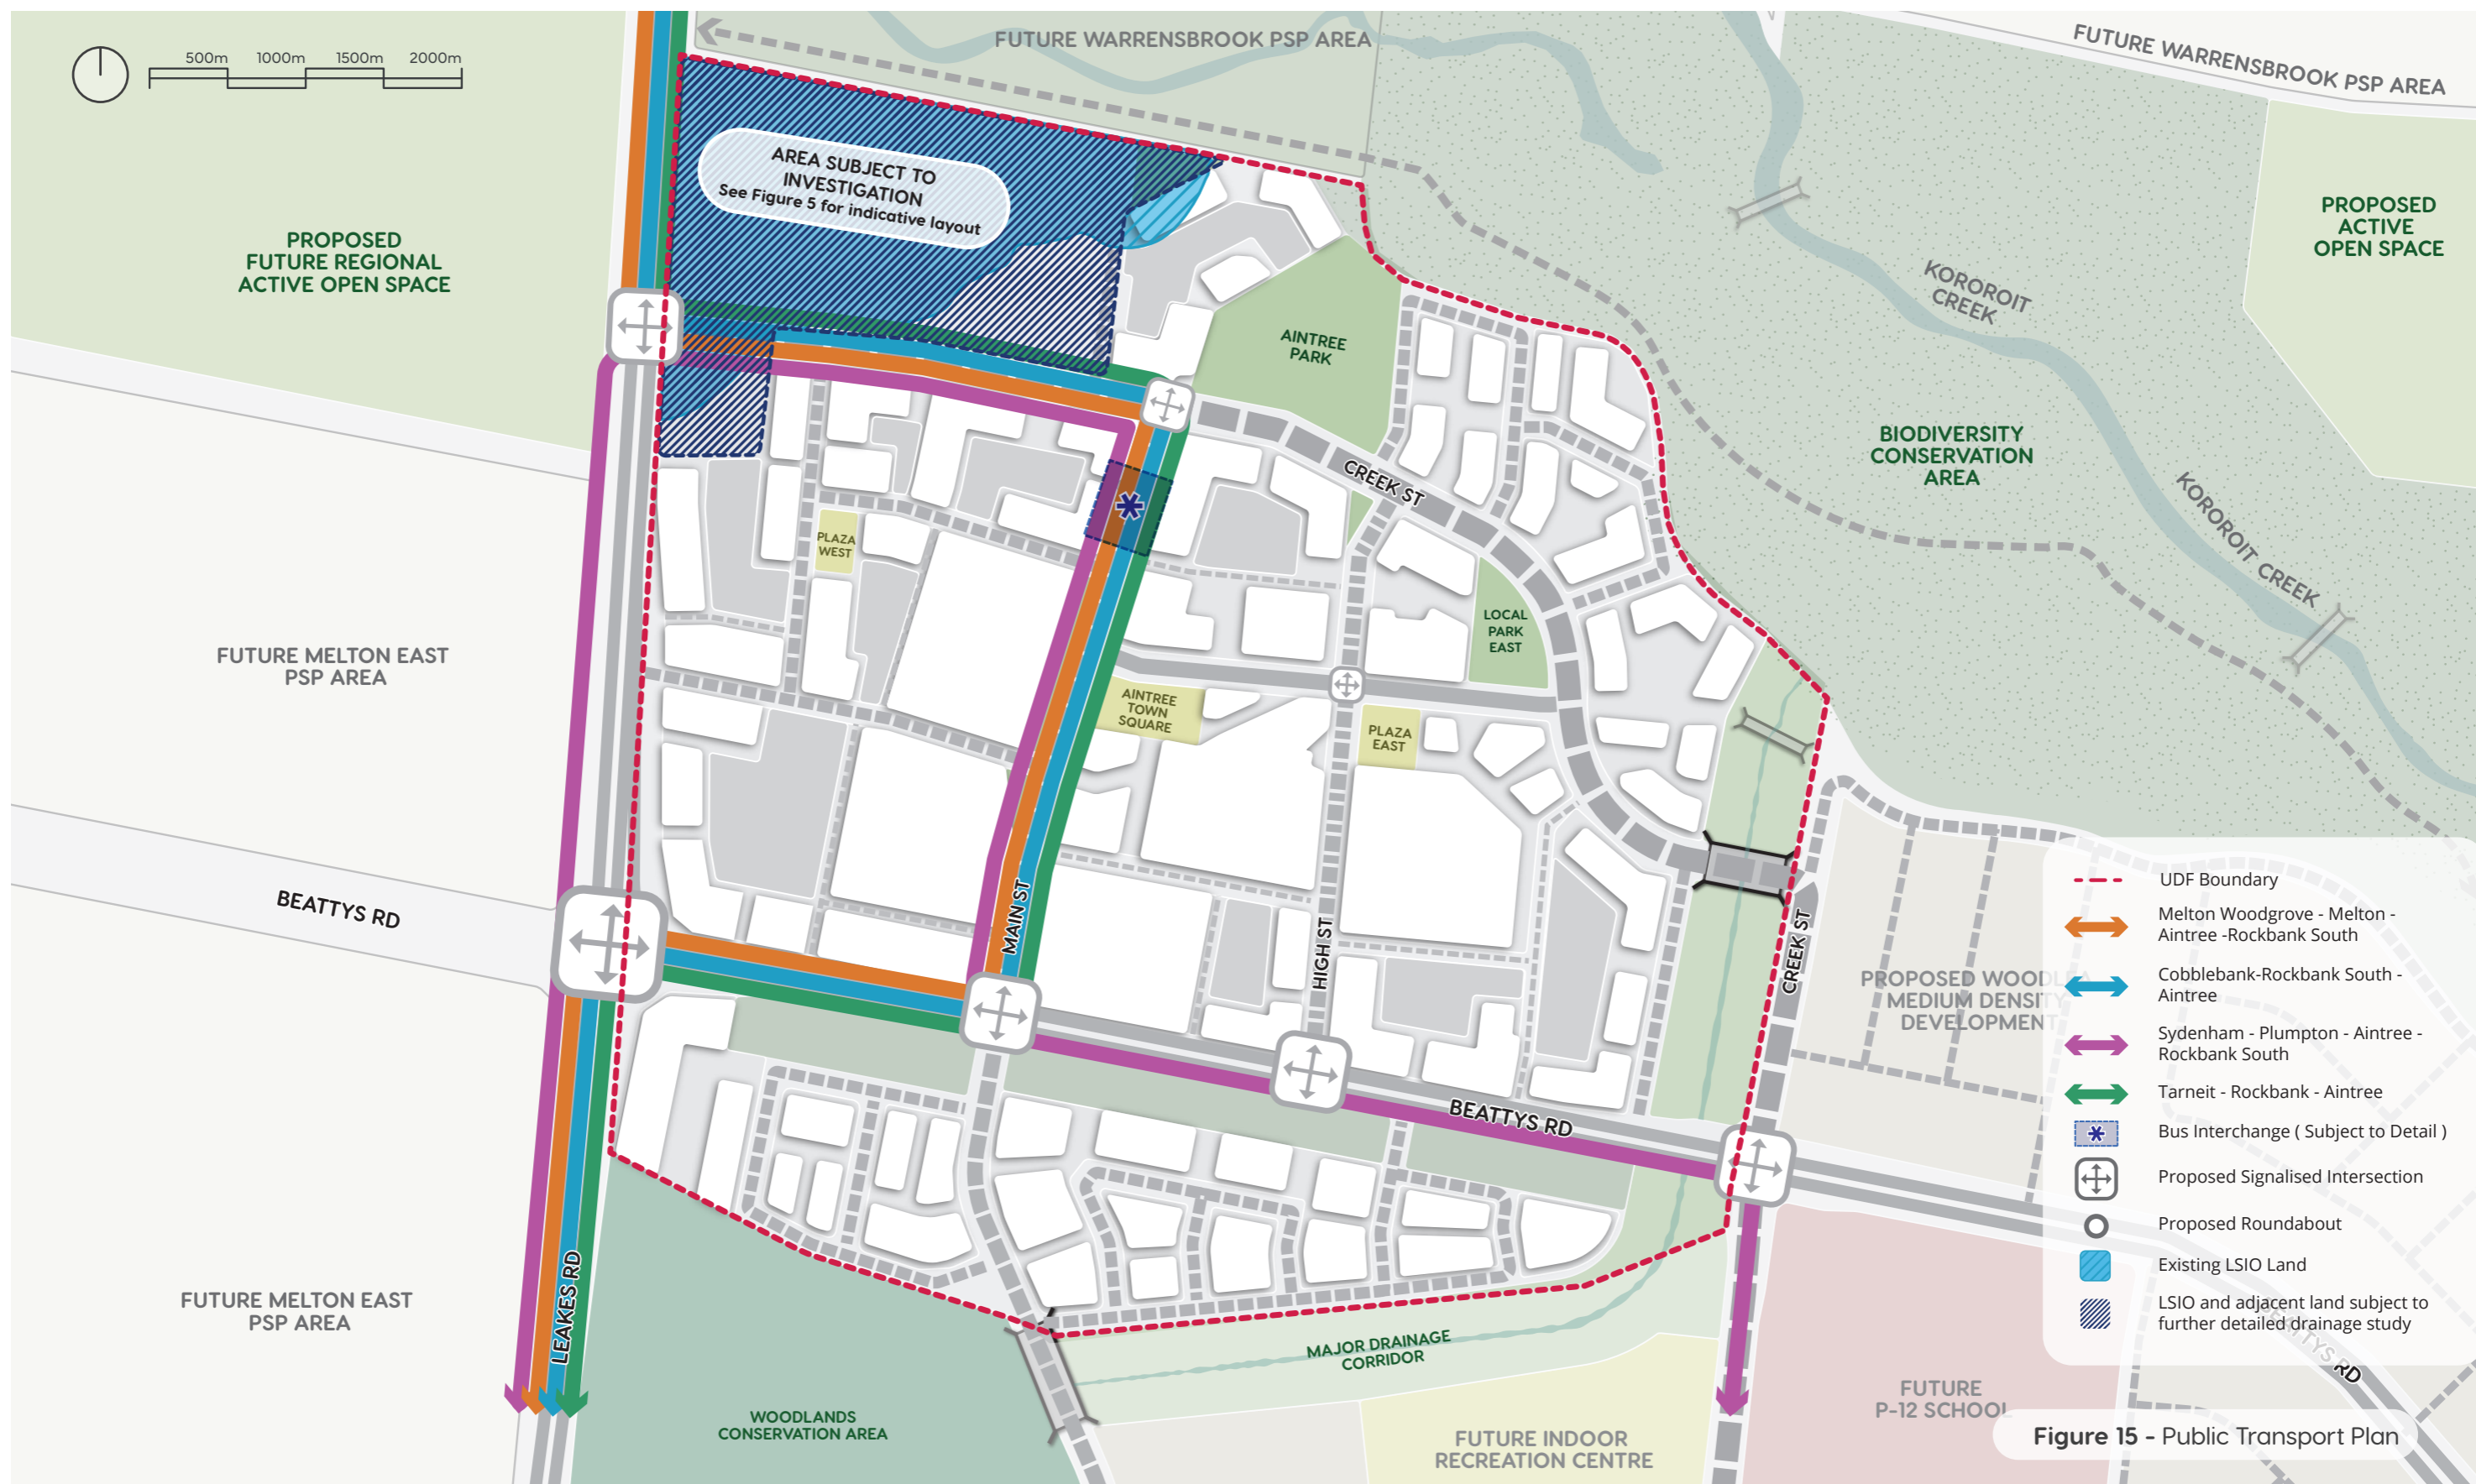 500m 1000m 1500m 2000m
FUTURE WARRENSBROOK PSP AREA
FUTURE WARRENSBROOK PSP AREA
AREA SUBJECT TO
INVESTIGATION
See Figure 5 for indicative layout
PROPOSED
FUTURE REGIONAL
ACTIVE OPEN SPACE
PROPOSED
ACTIVE
OPEN SPACE
KOROROIT
CREEK
AINTREE
PARK
BIODIVERSITY
CONSERVATION
AREA
CREEK ST
KOROROIT CREEK
PLAZA
WEST
LOCAL
PARK
EAST
FUTURE MELTON EAST
PSP AREA
AINTREE
TOWN
SQUARE
PLAZA
EAST
BEATTYS RD
MAIN ST
HIGH ST
CREEK ST
PROPOSED WOODLEA
MEDIUM DENSITY
DEVELOPMENT
BEATTYS RD
FUTURE MELTON EAST
PSP AREA
LEAKES RD
MAJOR DRAINAGE
CORRIDOR
WOODLANDS
CONSERVATION AREA
FUTURE INDOOR
RECREATION CENTRE
FUTURE
P-12 SCHOOL
BEATTYS RD
UDF Boundary
Melton Woodgrove - Melton -
Aintree -Rockbank South
Cobblebank-Rockbank South -
Aintree
Sydenham - Plumpton - Aintree -
Rockbank South
Tarneit - Rockbank - Aintree
Bus Interchange ( Subject to Detail )
Proposed Signalised Intersection
Proposed Roundabout
Existing LSIO Land
LSIO and adjacent land subject to
further detailed drainage study
Figure 15 - Public Transport Plan